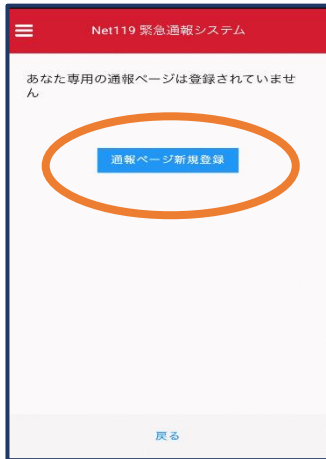 Net119 緊急通報システム
あなた専用の通報ページは登録されていませ
ん
通報ページ新規登録
戻る